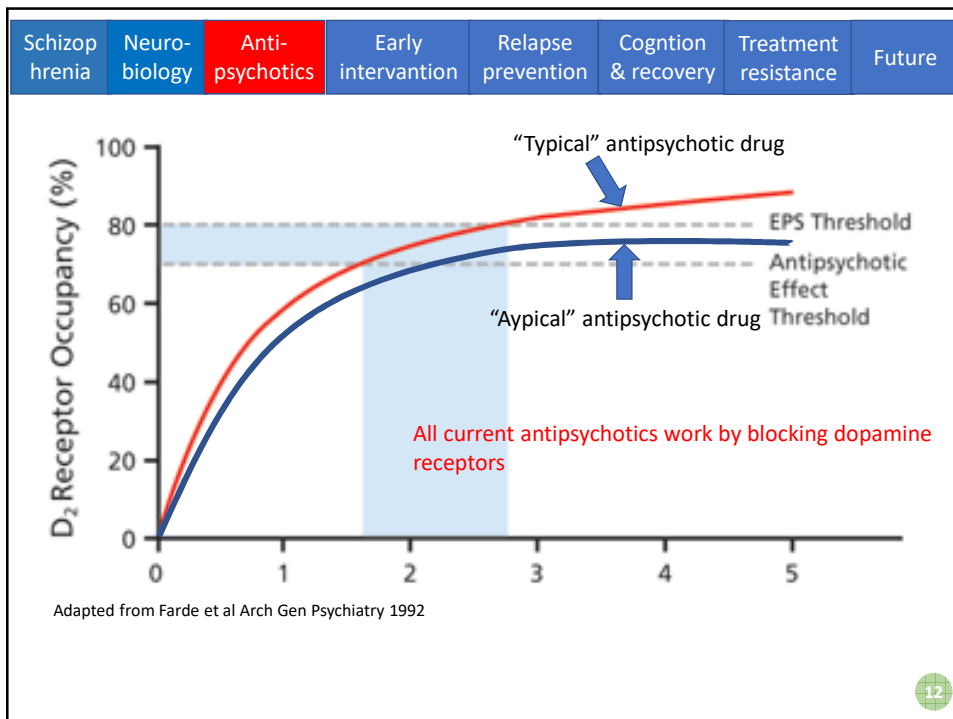 Schizop
hrenia
Neuro-
biology
Anti-
psychotics
Early
intervantion
Relapse
prevention
Cogntion
& recovery
Treatment
resistance
Future
D₂ Receptor Occupancy (%)
100
80
60
40
20
0
0
1
2
3
4
5
“Typical” antipsychotic drug
EPS Threshold
Antipsychotic
Effect
Threshold
“Aypical” antipsychotic drug
All current antipsychotics work by blocking dopamine
receptors
Adapted from Farde et al Arch Gen Psychiatry 1992
12